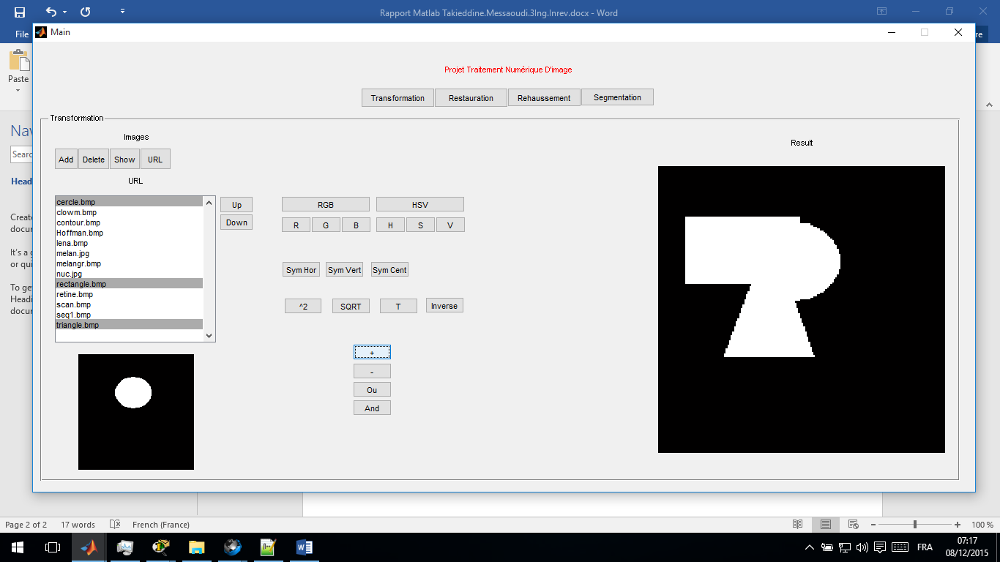 Rapport Matlab Takieddine.Messaoudi.3Ing.Inrev.docx - Word
File
re
Main
Paste
Projet Traitement Numérique D'image
Transformation Restauration Rehaussement Segmentation
Transformation
Nav
Images
Result
Searc
Add Delete Show URL
URL
Head
cercle.bmp
clowm.bmp
contour.bmp
Hoffman.bmp
lena.bmp
melan.jpg
melangr.bmp
nuc.jpg
rectangle.bmp
retine.bmp
scan.bmp
seq1.bmp
triangle.bmp
Up
Down
RGB HSV
R G B H S V
Create
docum
It's a g
or qui
To get
Headi
docum
Sym Hor Sym Vert Sym Cent
^2 SQRT T Inverse
+
-
Ou
And
Page 2 of 2 17 words French (France) 100 %
FRA
07:17
08/12/2015